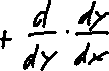 + d/dy · dy/dx